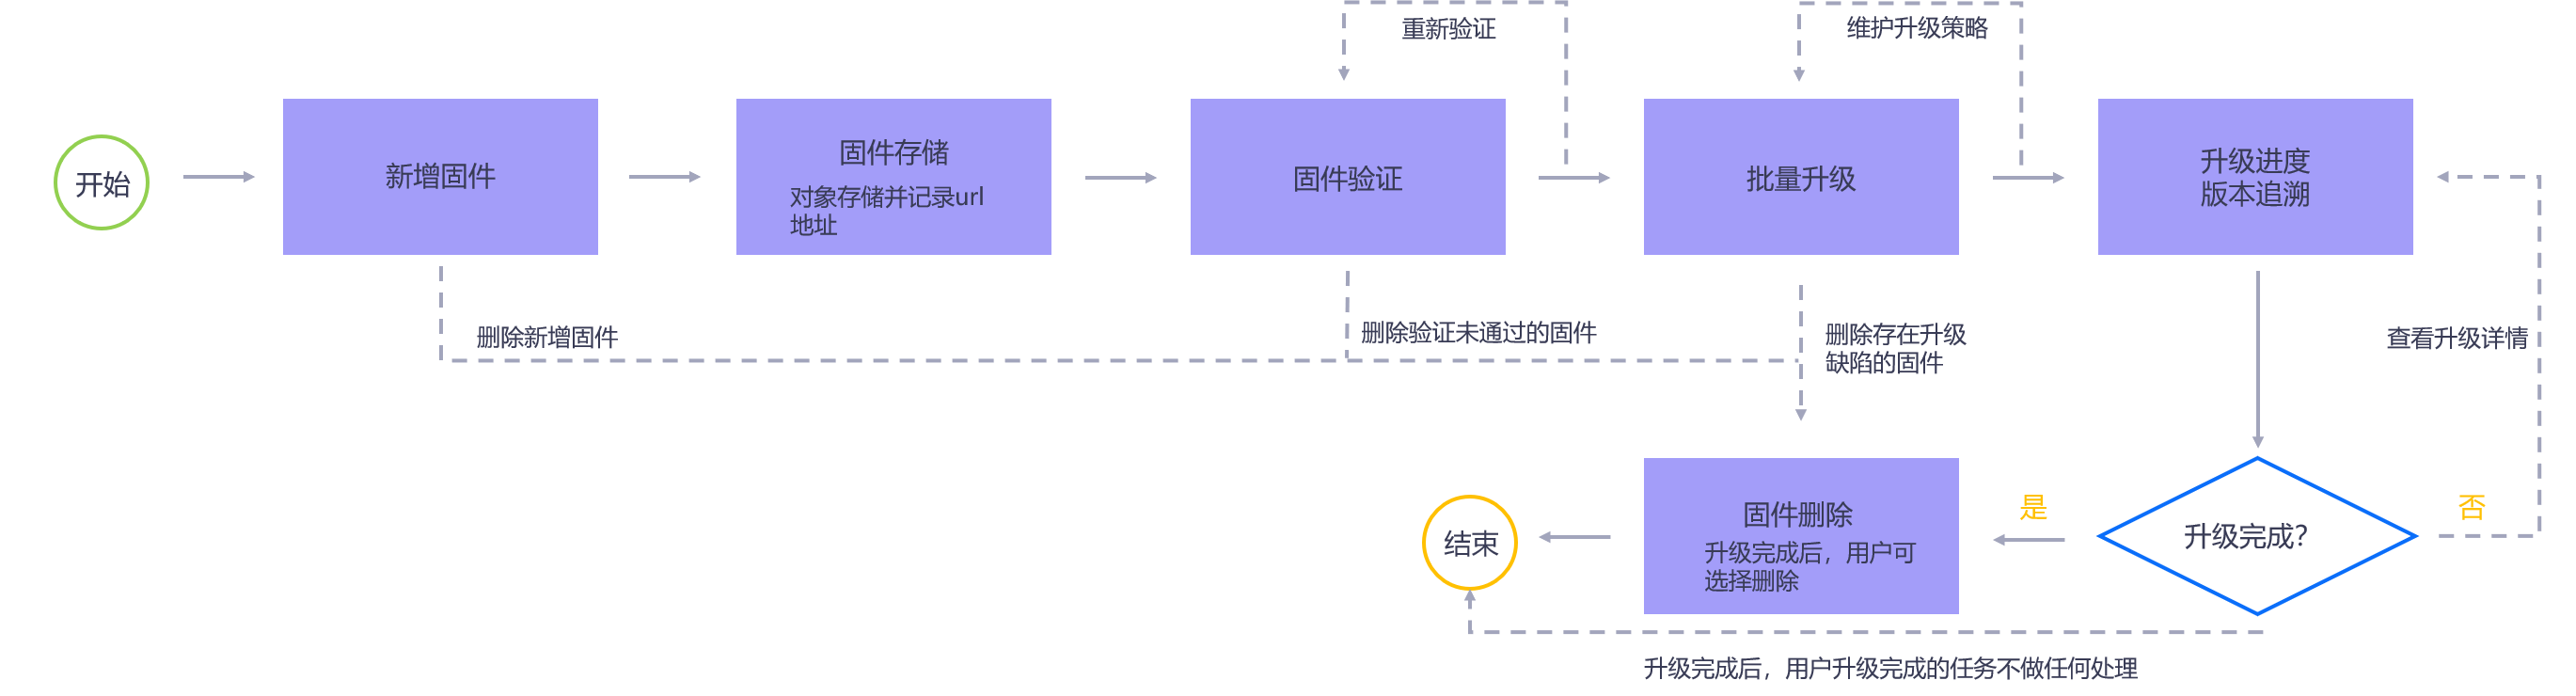 重新验证
维护升级策略
开始
新增固件
固件存储
对象存储并记录url
地址
固件验证
批量升级
升级进度
版本追溯
删除新增固件
删除验证未通过的固件
删除存在升级
缺陷的固件
查看升级详情
结束
固件删除
升级完成后，用户可
选择删除
是
升级完成?
否
升级完成后，用户升级完成的任务不做任何处理